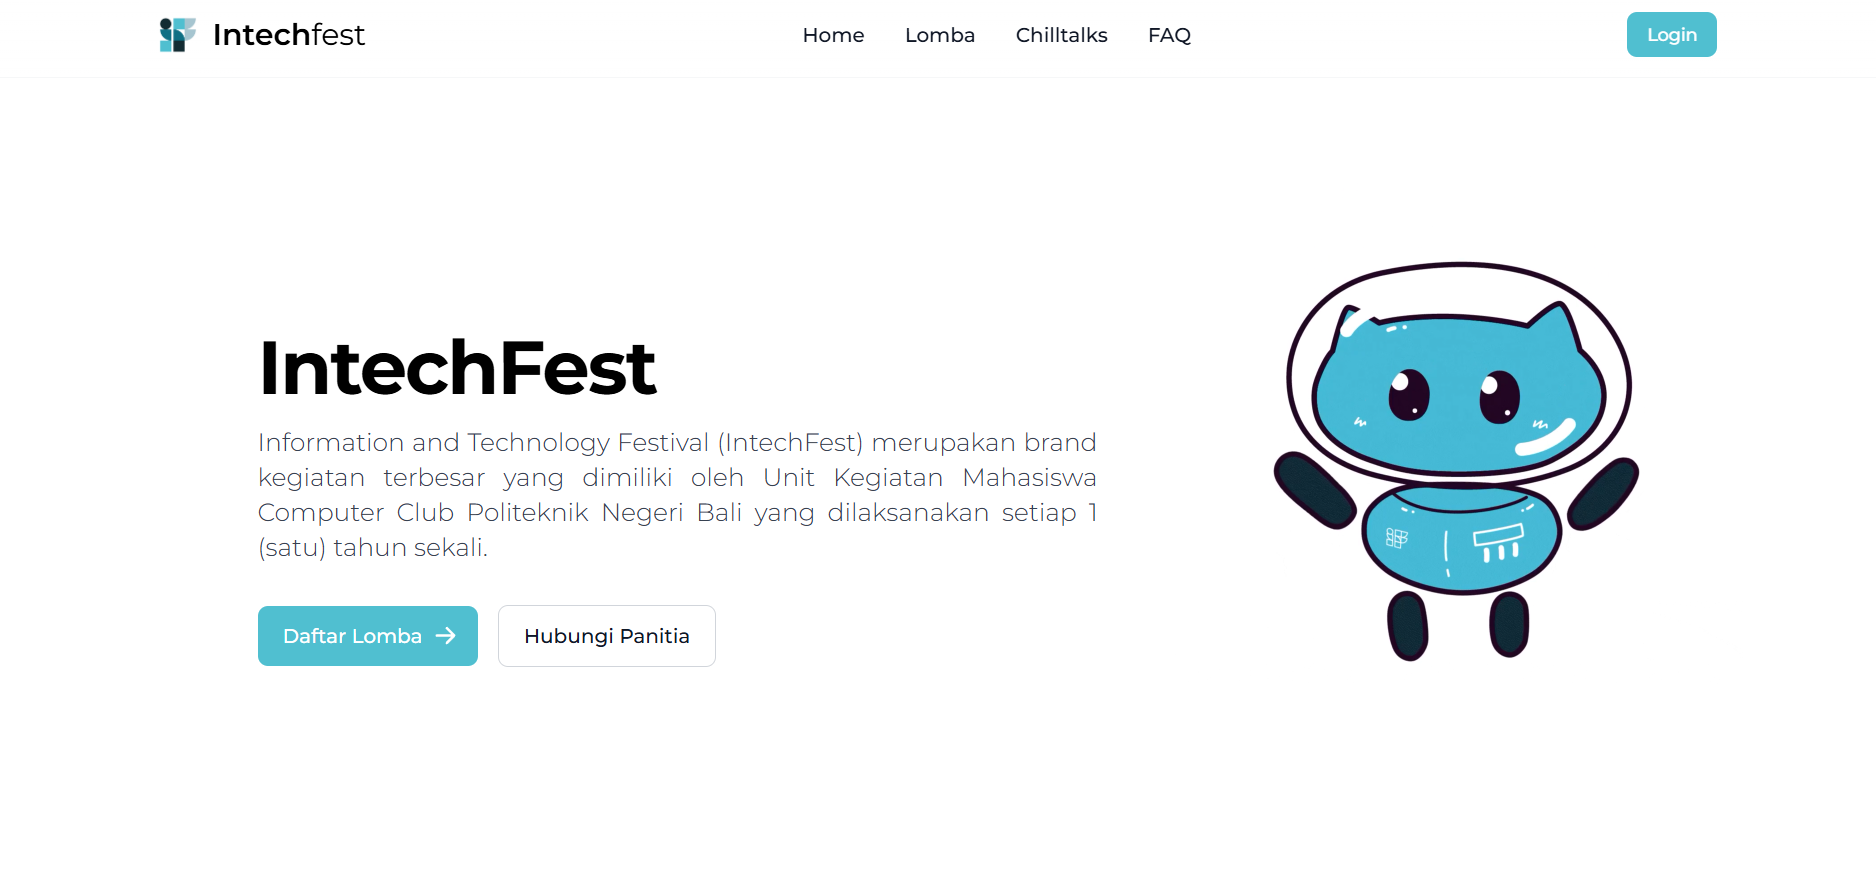 Intechfest
Home
Lomba
Chilltalks
FAQ
Login
IntechFest
Information and Technology Festival (IntechFest) merupakan brand
kegiatan terbesar yang dimiliki oleh Unit Kegiatan Mahasiswa
Computer Club Politeknik Negeri Bali yang dilaksanakan setiap 1
(satu) tahun sekali.
Daftar Lomba
Hubungi Panitia